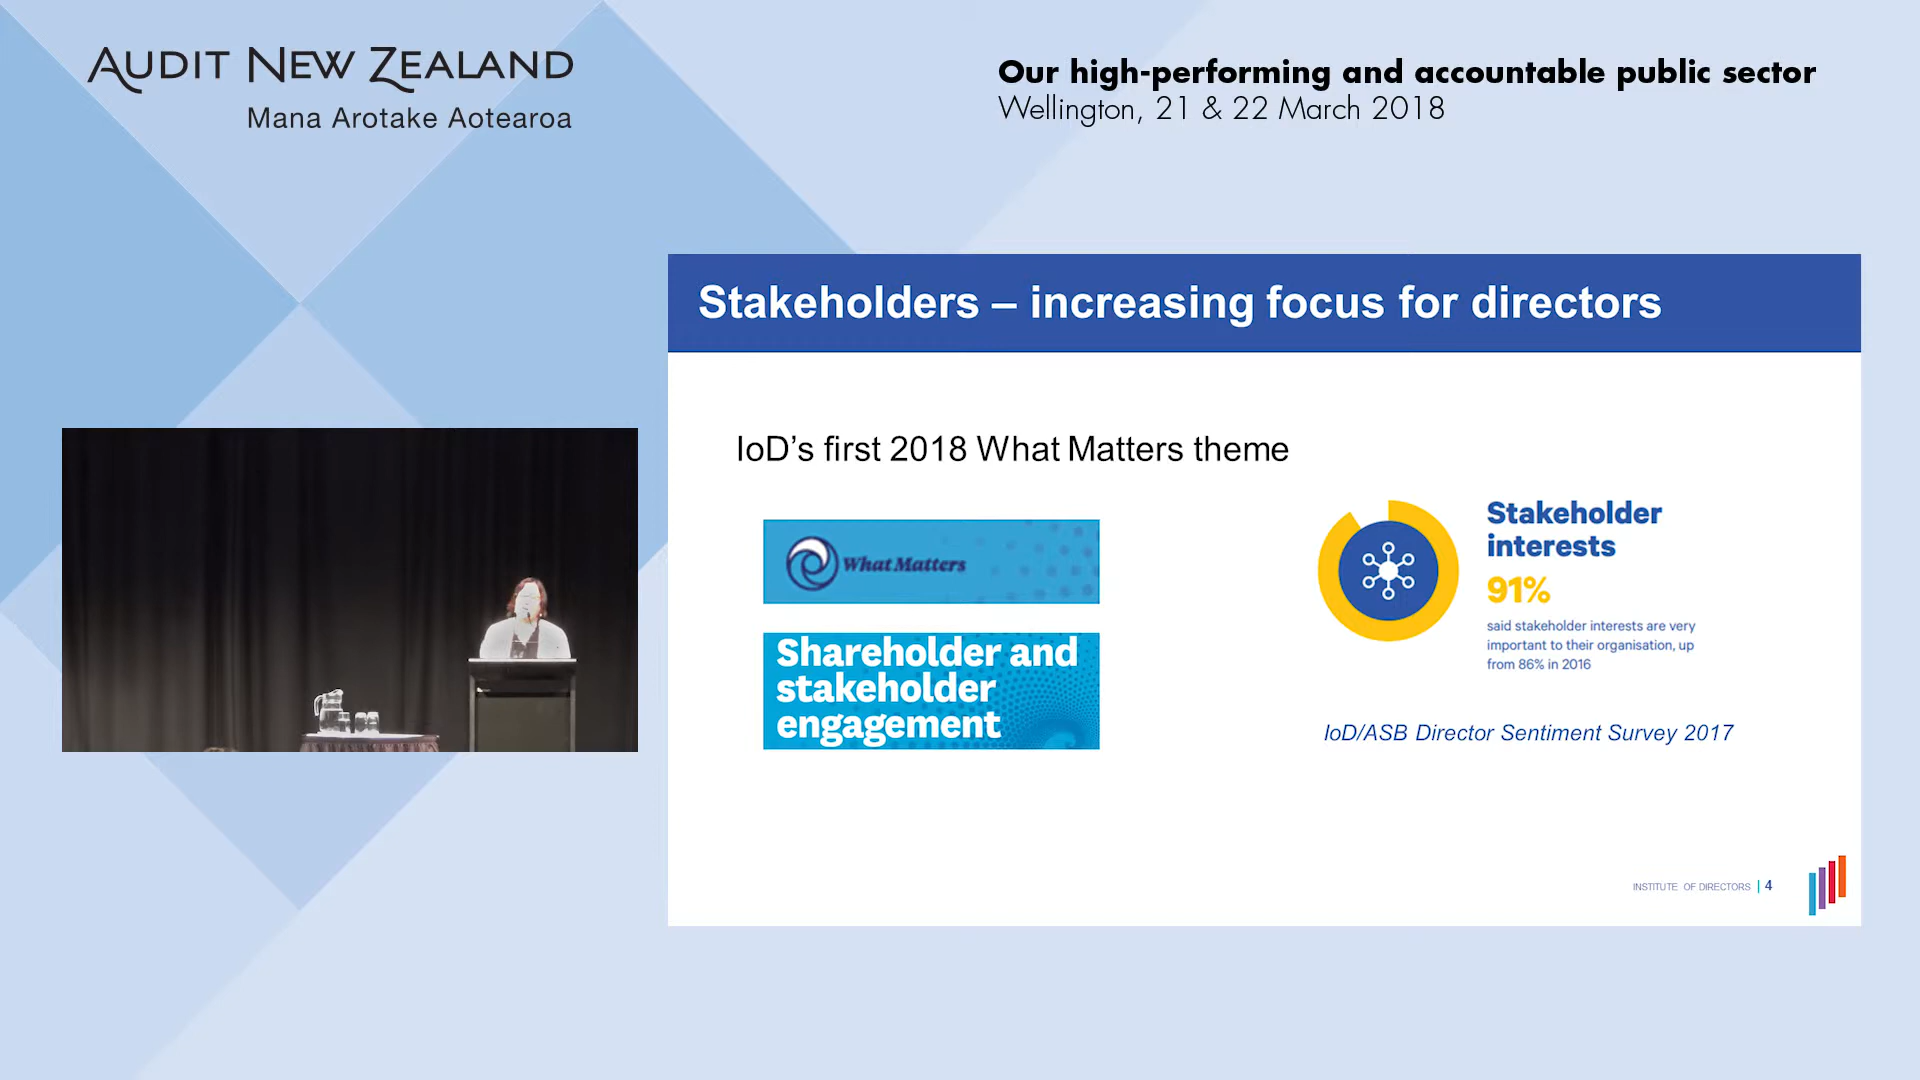 AUDIT NEW ZEALAND
Mana Arotake Aotearoa
Our high-performing and accountable public sector
Wellington, 21 & 22 March 2018
Stakeholders – increasing focus for directors
IoD’s first 2018 What Matters theme
What Matters
Shareholder and
stakeholder
engagement
Stakeholder
interests
91%
said stakeholder interests are very
important to their organisation, up
from 86% in 2016
IoD/ASB Director Sentiment Survey 2017
INSTITUTE OF DIRECTORS | 4